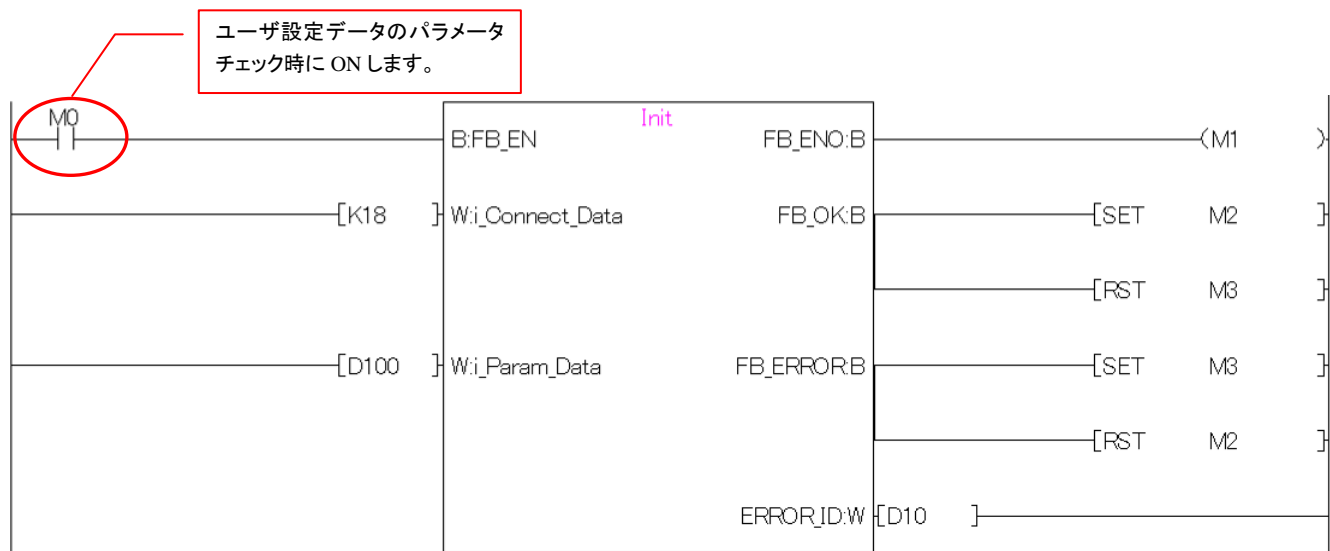 ユーザ設定データのパラメータ
チェック時に ON します。
M0
Init
B:FB_EN
FB_ENO:B
(M1 )
[K18 ]
W:i_Connect_Data
FB_OK:B
[SET M2 ]
[RST M3 ]
[D100 ]
W:i_Param_Data
FB_ERROR:B
[SET M3 ]
[RST M2 ]
ERROR_ID:W
[D10 ]